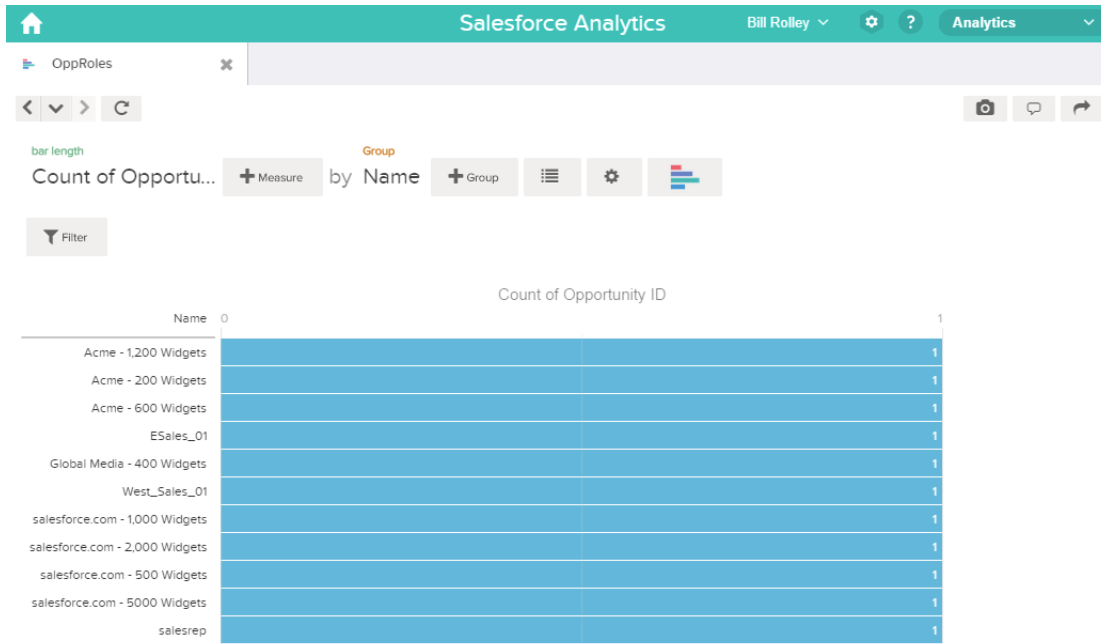 Salesforce Analytics Bill Rolley ? Analytics
OppRoles
bar length Group
Count of Opportu... + Measure by Name + Group
Filter
Count of Opportunity ID
Name 0 1
Acme - 1,200 Widgets 1
Acme - 200 Widgets 1
Acme - 600 Widgets 1
ESales_01 1
Global Media - 400 Widgets 1
West_Sales_01 1
salesforce.com - 1,000 Widgets 1
salesforce.com - 2,000 Widgets 1
salesforce.com - 500 Widgets 1
salesforce.com - 5000 Widgets 1
salesrep 1